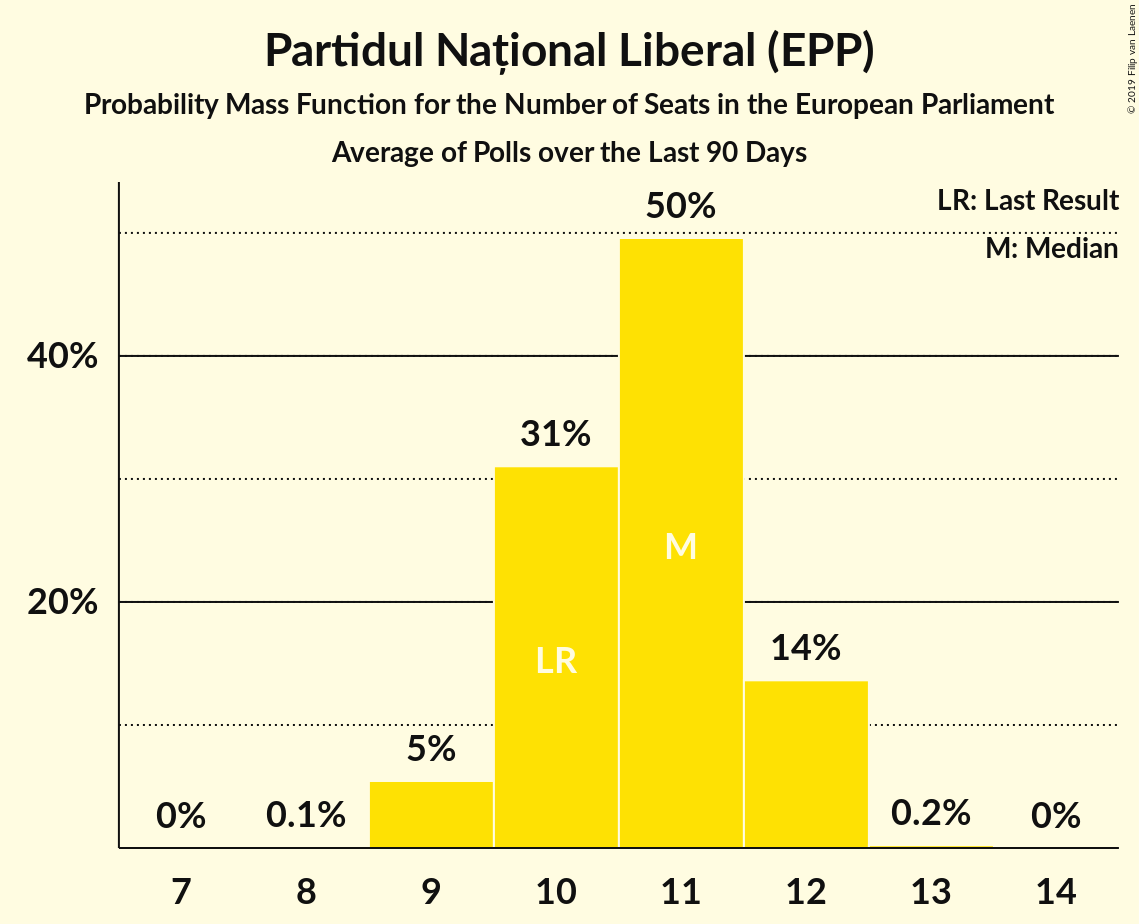 Partidul Național Liberal (EPP)
Probability Mass Function for the Number of Seats in the European Parliament
Average of Polls over the Last 90 Days
© 2019 Filip van Laenen
LR: Last Result
M: Median
50%
40%
31%
M
20%
LR
14%
5%
0%
0.1%
0.2%
0%
7 8 9 10 11 12 13 14